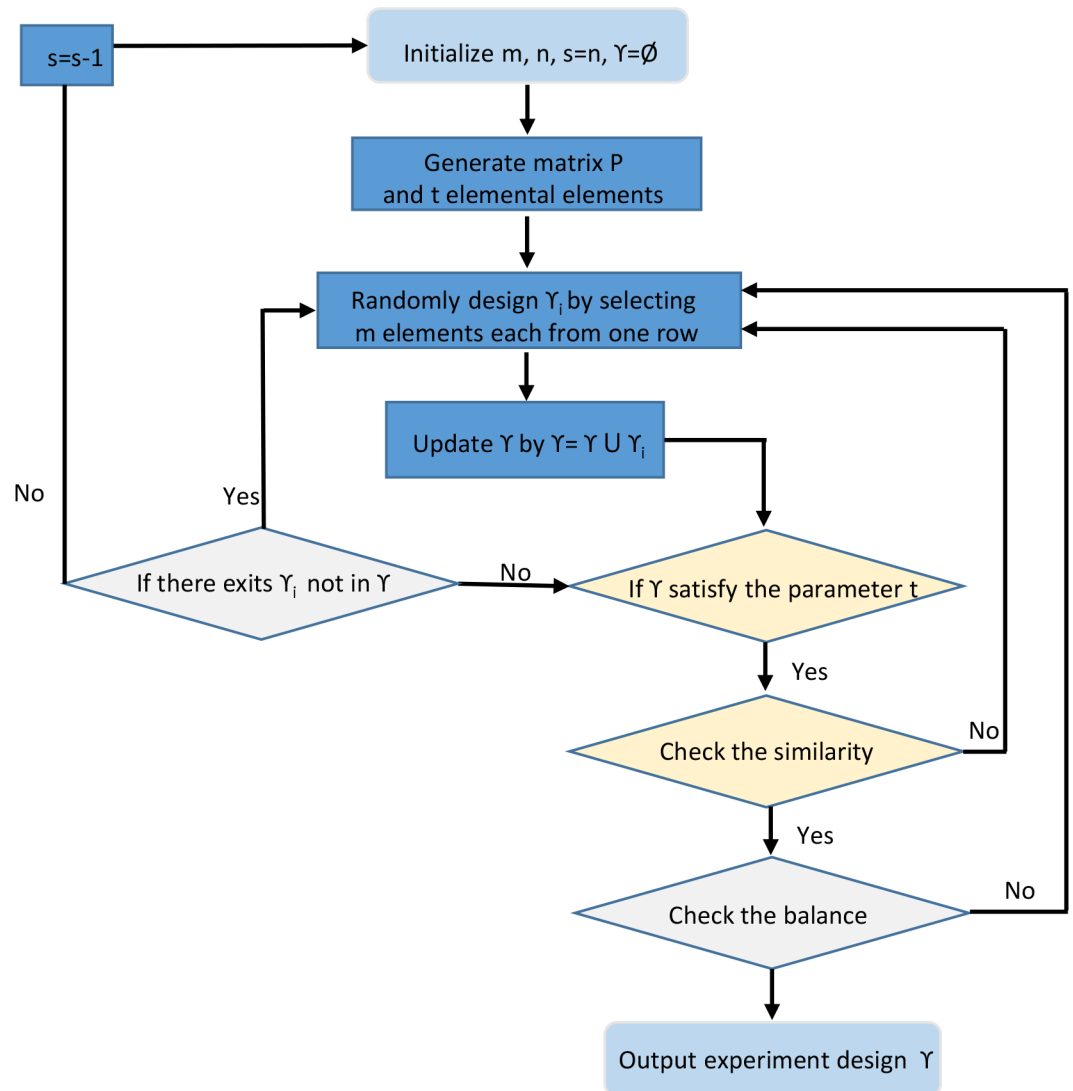 s=s-1
Initialize m, n, s=n, ϒ=Ø
Generate matrix P
and t elemental elements
Randomly design ϒᵢ by selecting
m elements each from one row
Update ϒ by ϒ= ϒ U ϒᵢ
No
Yes
If there exits ϒᵢ not in ϒ
No
If ϒ satisfy the parameter t
Yes
Check the similarity
No
Yes
Check the balance
No
Output experiment design ϒ